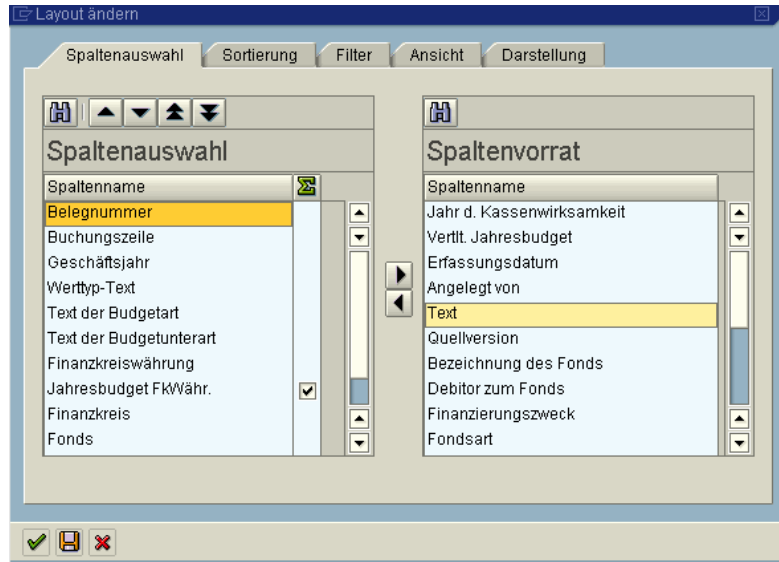 Layout ändern
Spaltenauswahl
Sortierung
Filter
Ansicht
Darstellung
Spaltenauswahl
Spaltenname
Belegnummer
Buchungszeile
Geschäftsjahr
Werttyp-Text
Text der Budgetart
Text der Budgetunterart
Finanzkreiswährung
Jahresbudget FkWähr.
Finanzkreis
Fonds
Spaltenvorrat
Spaltenname
Jahr d. Kassenwirksamkeit
Vertlt. Jahresbudget
Erfassungsdatum
Angelegt von
Text
Quellversion
Bezeichnung des Fonds
Debitor zum Fonds
Finanzierungszweck
Fondsart